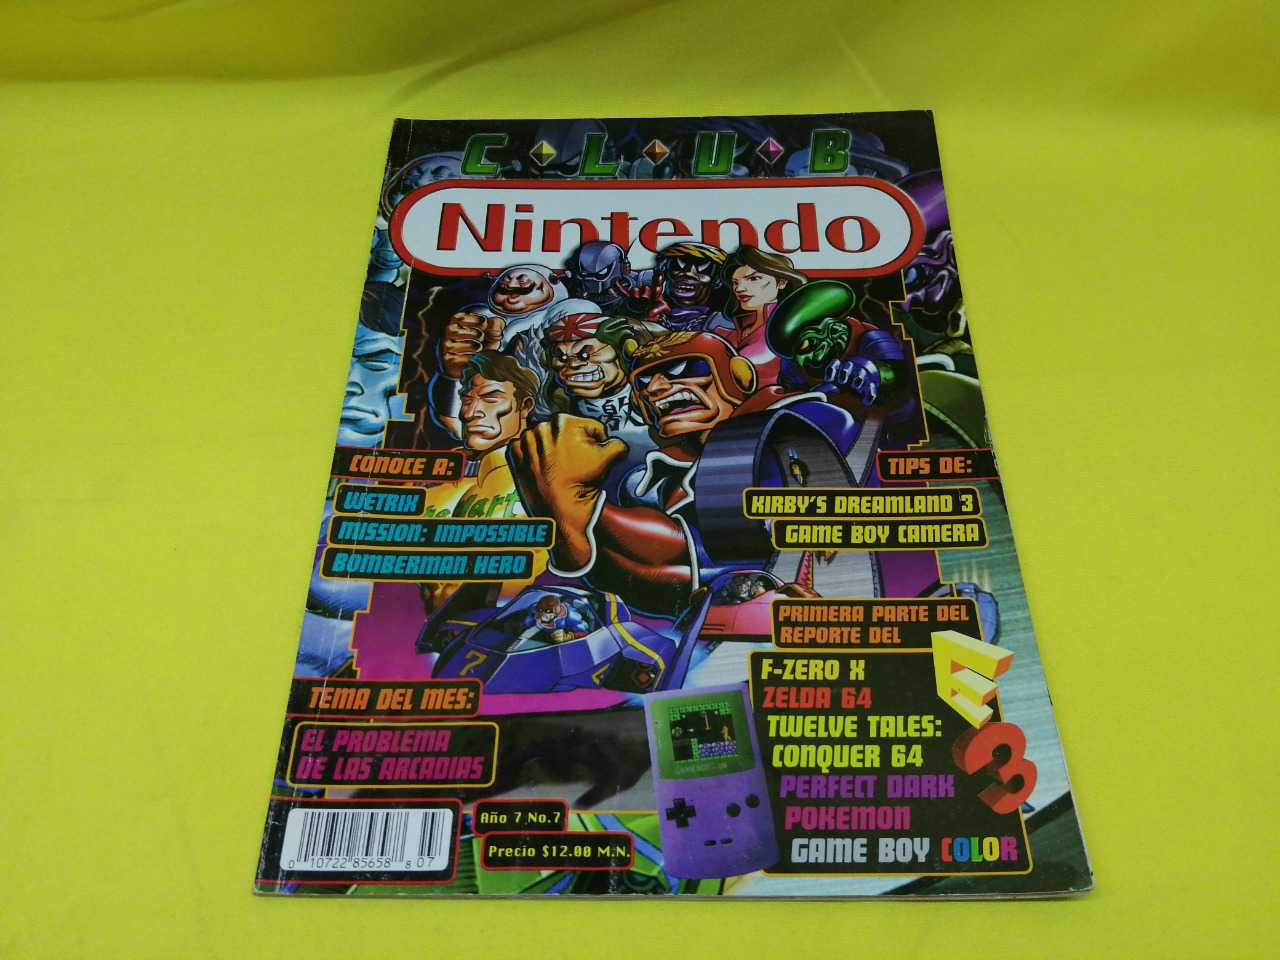 C L U B
Nintendo
激
CONOCE A:
WETRIX
MISSION: IMPOSSIBLE
BOMBERMAN HERO
TIPS DE:
KIRBY'S DREAMLAND 3
GAME BOY CAMERA
7
PRIMERA PARTE DEL
REPORTE DEL
E3
F-ZERO X
ZELDA 64
TWELVE TALES:
CONQUER 64
PERFECT DARK
POKEMON
GAME BOY COLOR
TEMA DEL MES:
EL PROBLEMA
DE LAS ARCADIAS
Año 7 No.7
Precio $12.00 M.N.
0 10722 85658 8 07